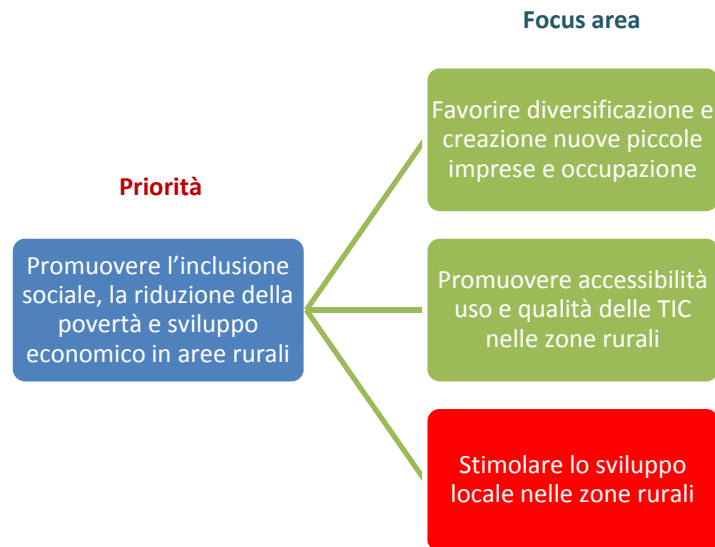 Focus area
Priorità
Promuovere l'inclusione
sociale, la riduzione della
povertà e sviluppo
economico in aree rurali
Favorire diversificazione e
creazione nuove piccole
imprese e occupazione
Promuovere accessibilità
uso e qualità delle TIC
nelle zone rurali
Stimolare lo sviluppo
locale nelle zone rurali